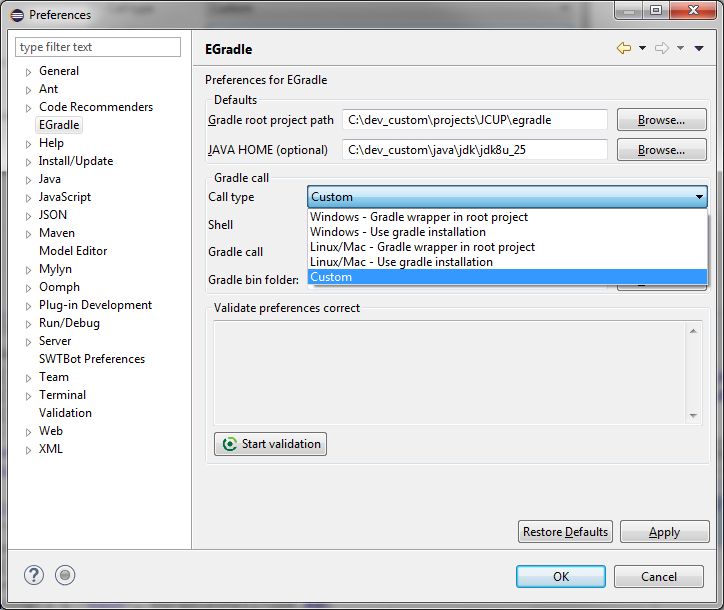 Preferences
type filter text
General
Ant
Code Recommenders
EGradle
Help
Install/Update
Java
JavaScript
JSON
Maven
Model Editor
Mylyn
Oomph
Plug-in Development
Run/Debug
Server
SWTBot Preferences
Team
Terminal
Validation
Web
XML
EGradle
Preferences for EGradle
Defaults
Gradle root project path C:\dev_custom\projects\JCUP\egradle Browse...
JAVA HOME (optional) C:\dev_custom\java\jdk\jdk8u_25 Browse...
Gradle call
Call type Custom
Shell
Gradle call
Gradle bin folder:
Windows - Gradle wrapper in root project
Windows - Use gradle installation
Linux/Mac - Gradle wrapper in root project
Linux/Mac - Use gradle installation
Custom
Validate preferences correct
Start validation
Restore Defaults Apply
OK Cancel